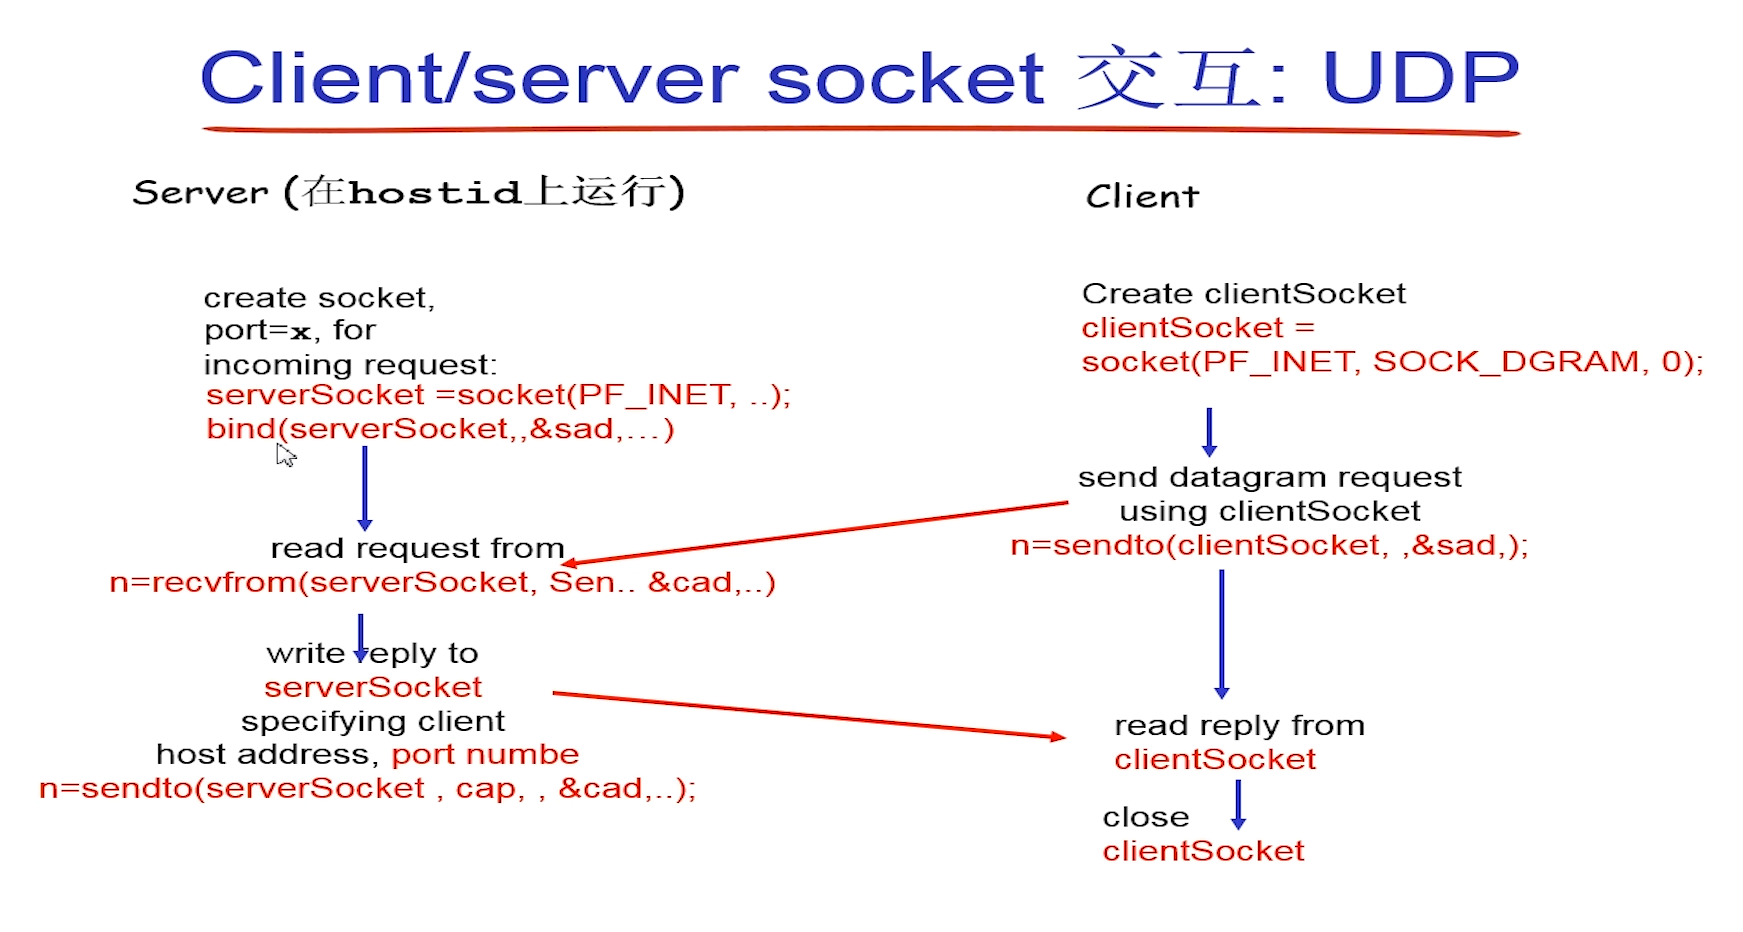 Client/server socket 交互: UDP
Server (在hostid上运行)
create socket,
port=x, for
incoming request:
serverSocket =socket(PF_INET, ..);
bind(serverSocket,,&sad,...)
read request from
n=recvfrom(serverSocket, Sen.. &cad,..)
write reply to
serverSocket
specifying client
host address, port numbe
n=sendto(serverSocket , cap, , &cad,..);
Client
Create clientSocket
clientSocket =
socket(PF_INET, SOCK_DGRAM, 0);
send datagram request
using clientSocket
n=sendto(clientSocket, ,&sad,);
read reply from
clientSocket
close
clientSocket